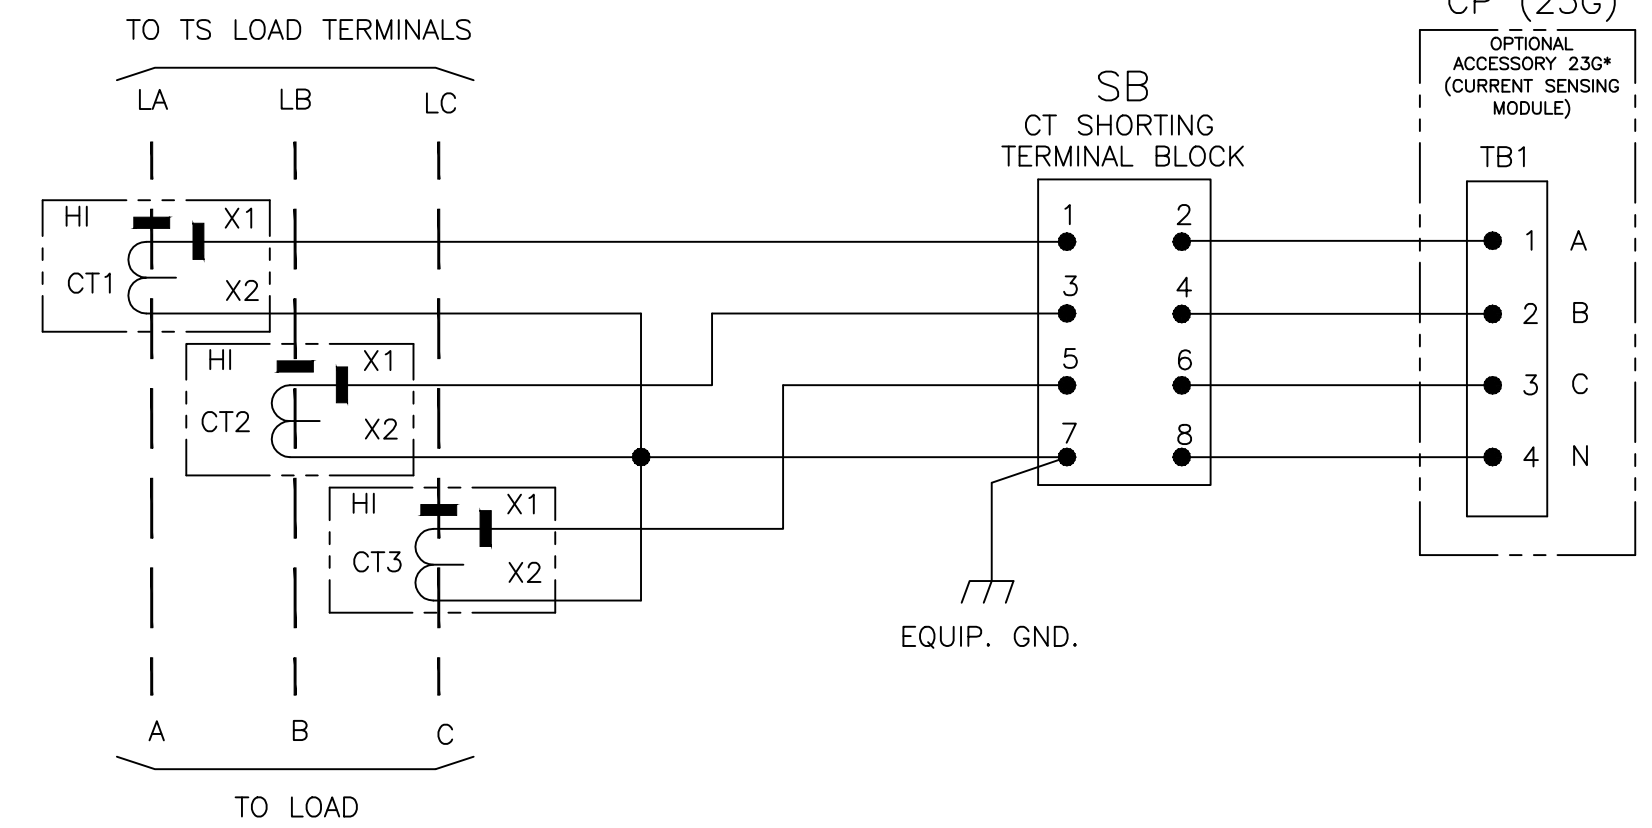 TO TS LOAD TERMINALS
LA LB LC
HI X1
CT1 X2
HI X1
CT2 X2
HI X1
CT3 X2
A B C
TO LOAD
SB
CT SHORTING
TERMINAL BLOCK
1 2
3 4
5 6
7 8
EQUIP. GND.
CP (23G)
OPTIONAL
ACCESSORY 23G*
(CURRENT SENSING
MODULE)
TB1
1 A
2 B
3 C
4 N